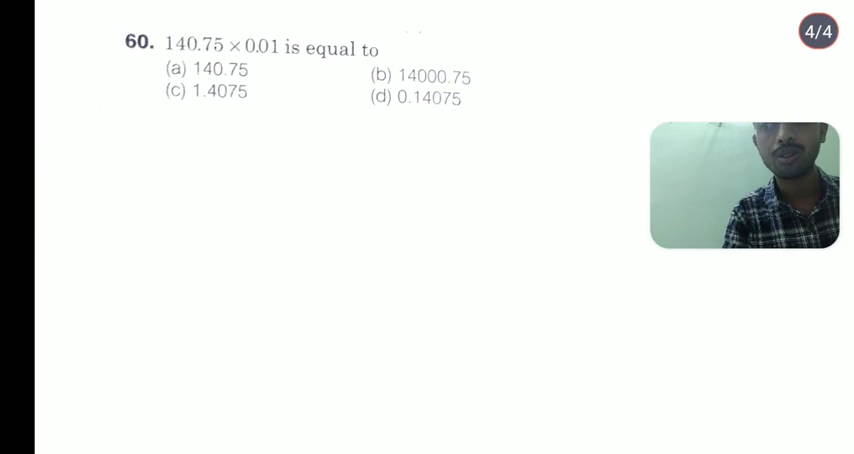 4/4
60. 140.75 × 0.01 is equal to
(a) 140.75 (b) 14000.75
(c) 1.4075 (d) 0.14075